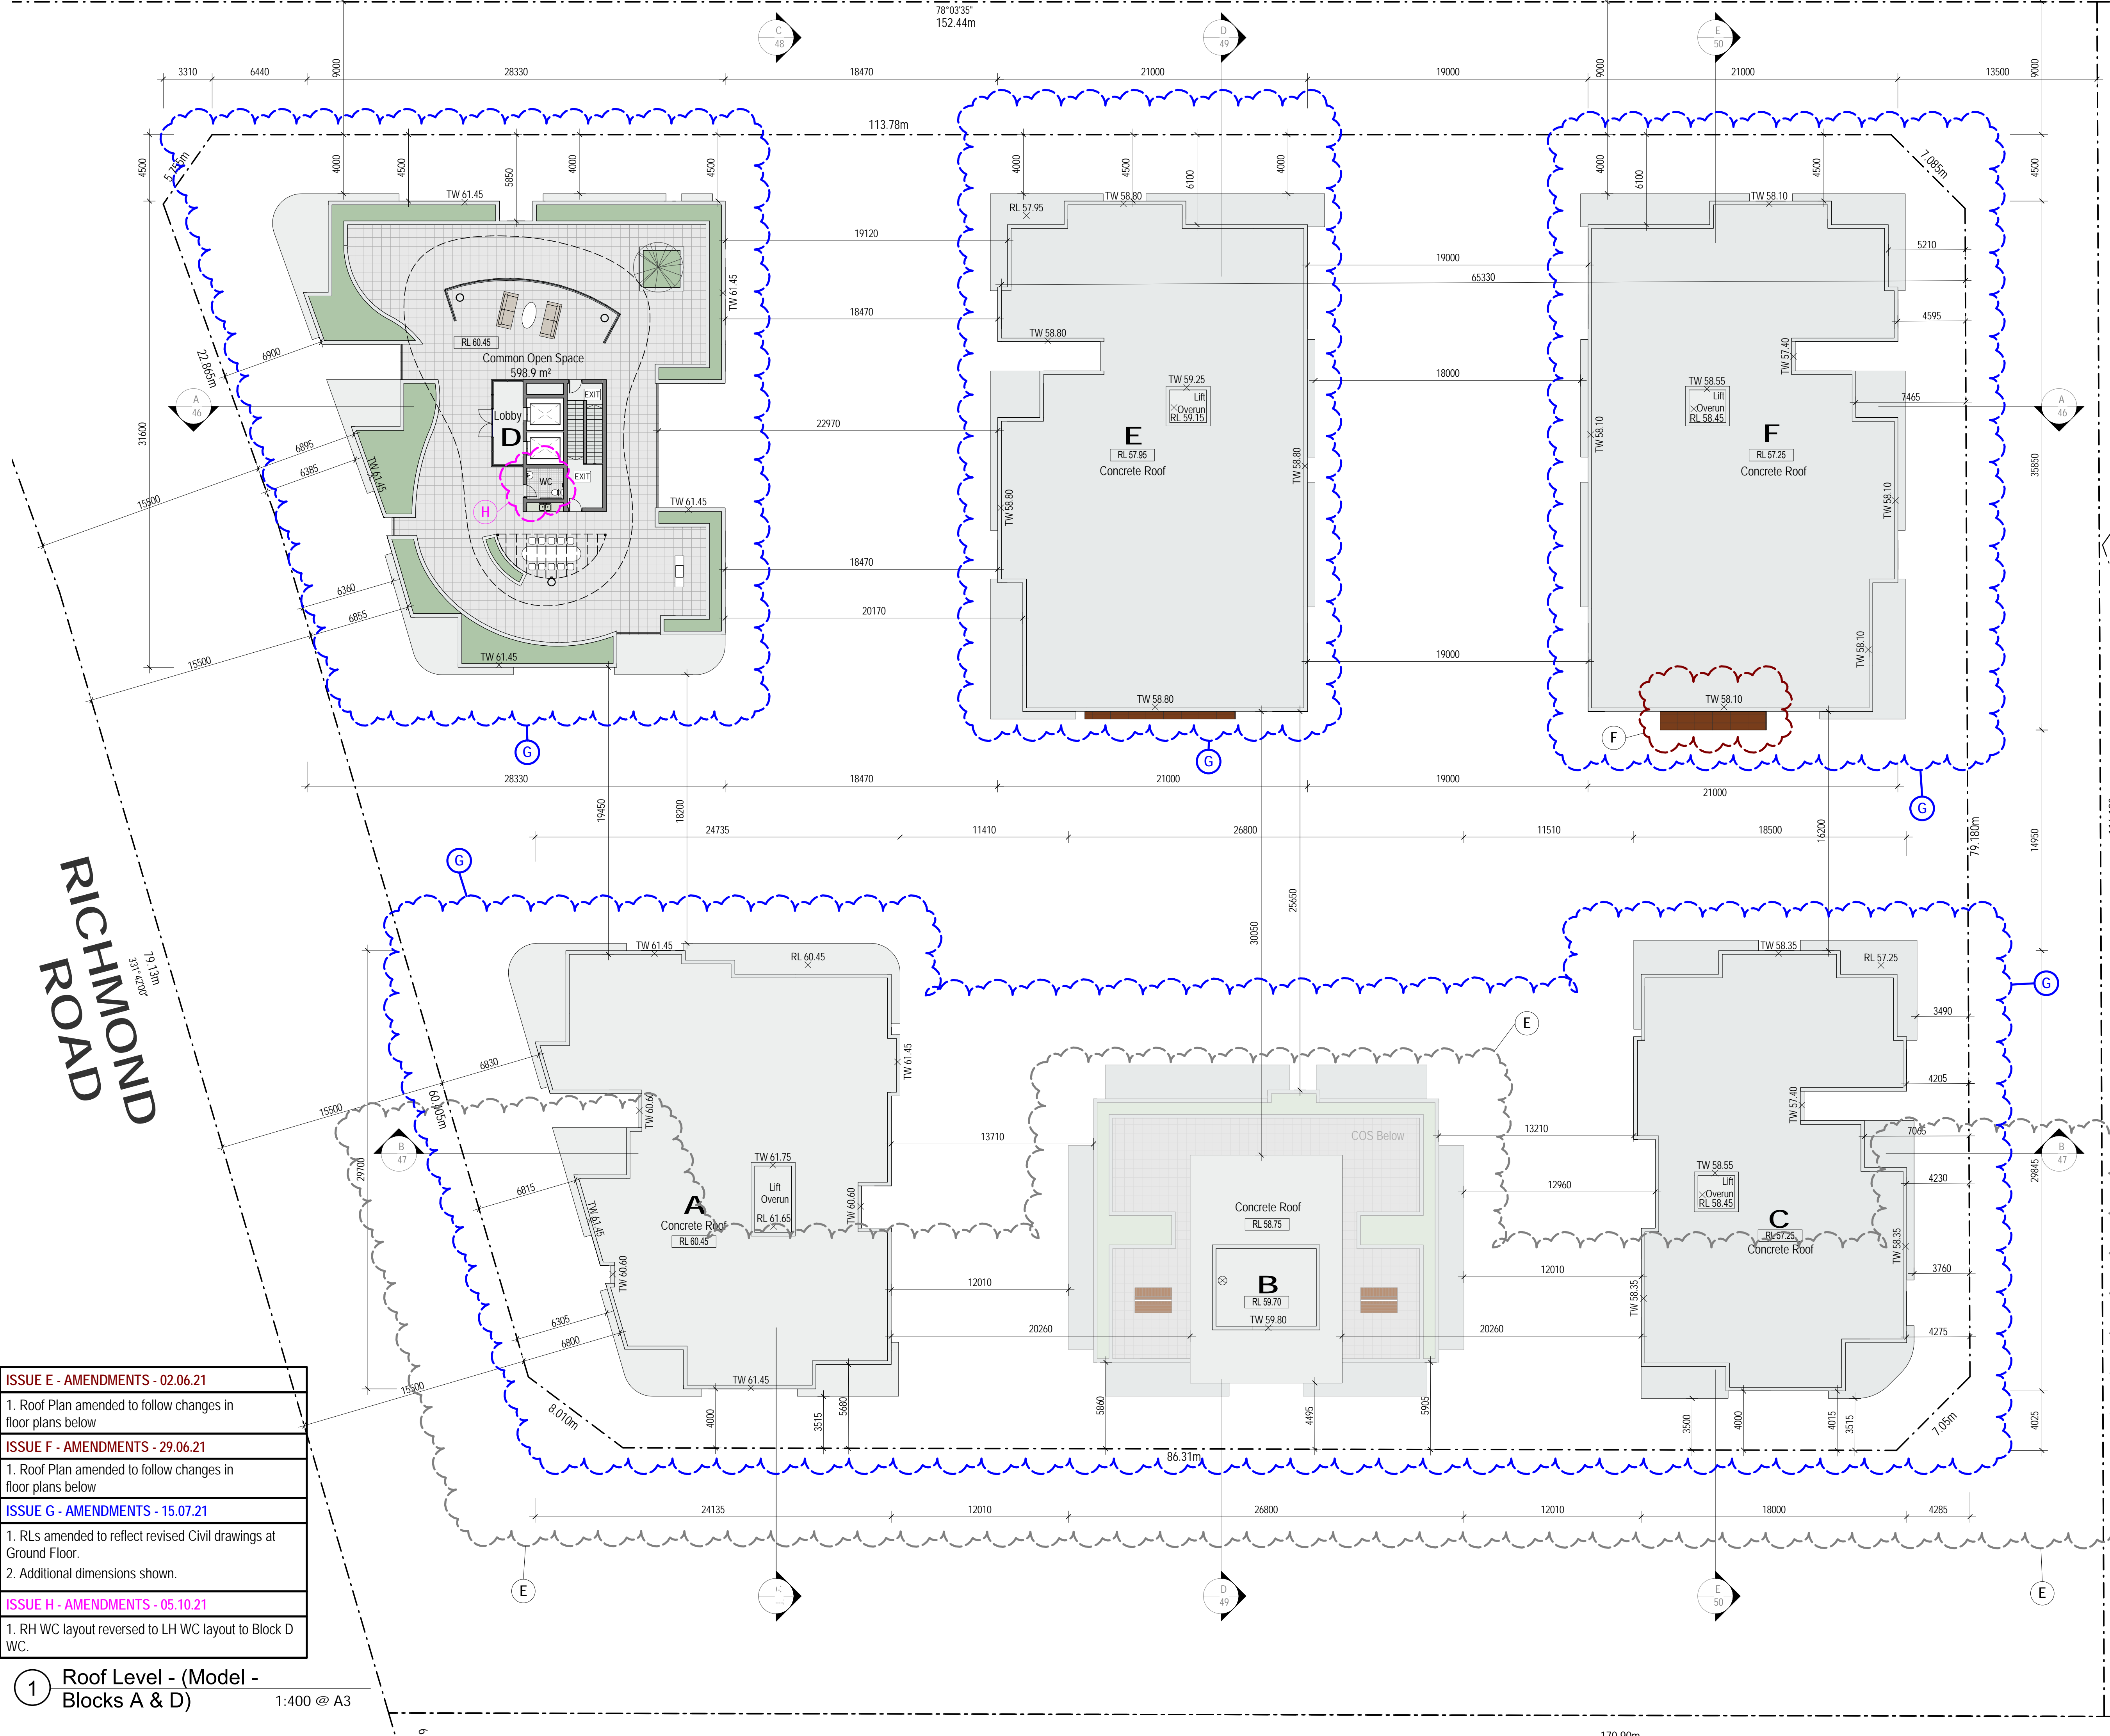 78°03'35"
152.44m
C
48
D
49
E
50
3310
6440
9000
28330
18470
21000
19000
9000
21000
13500
9000
113.78m
4500
5.755m
4000
4500
5850
4000
4500
4000
4500
6100
4000
4000
6100
4500
7.085m
4500
TW 61.45
RL 57.95
TW 58.80
TW 58.10
19120
19000
5210
65330
TW 61.45
18470
4595
RL 60.45
Common Open Space
598.9 m²
TW 58.80
TW 57.40
6900
22.865m
A
46
EXIT
Lobby
D
18000
TW 59.25
Lift
Overun
RL 59.15
TW 58.55
Lift
Overun
RL 58.45
7465
A
46
31600
6895
6385
22970
E
RL 57.95
Concrete Roof
TW 58.10
F
RL 57.25
Concrete Roof
35850
TW 61.45
WC
EXIT
TW 58.80
15500
H
TW 61.45
TW 58.80
TW 58.10
18470
6360
6855
20170
15500
TW 61.45
19000
TW 58.10
TW 58.80
TW 58.10
F
G
G
28330
18470
21000
19000
21000
G
19450
18200
24735
11410
26800
11510
18500
16200
79.180m
14950
G
RICHMOND
ROAD
79.13m
331°42'00"
30050
25650
TW 61.45
RL 60.45
TW 58.35
RL 57.25
G
E
3490
6830
TW 61.45
15500
60.405m
TW 60.60
4205
TW 57.40
B
47
13710
COS Below
13210
7065
B
47
29700
6815
TW 61.75
Lift
Overun
RL 61.65
TW 60.60
12960
TW 58.55
Lift
Overun
RL 58.45
4230
29845
TW 61.45
A
Concrete Roof
RL 60.45
Concrete Roof
RL 58.75
C
RL 57.25
Concrete Roof
TW 58.35
TW 60.60
12010
B
RL 59.70
TW 59.80
12010
TW 58.35
3760
6305
6800
20260
20260
4275
15500
TW 61.45
8.010m
4000
3515
5680
5860
4495
5905
3500
4000
4015
3515
7.05m
4025
86.31m
24135
12010
26800
12010
18000
4285
E
D
49
E
50
E
ISSUE E - AMENDMENTS - 02.06.21
1. Roof Plan amended to follow changes in
floor plans below
ISSUE F - AMENDMENTS - 29.06.21
1. Roof Plan amended to follow changes in
floor plans below
ISSUE G - AMENDMENTS - 15.07.21
1. RLs amended to reflect revised Civil drawings at
Ground Floor.
2. Additional dimensions shown.
ISSUE H - AMENDMENTS - 05.10.21
1. RH WC layout reversed to LH WC layout to Block D
WC.
1
Roof Level - (Model -
Blocks A & D)
1:400 @ A3